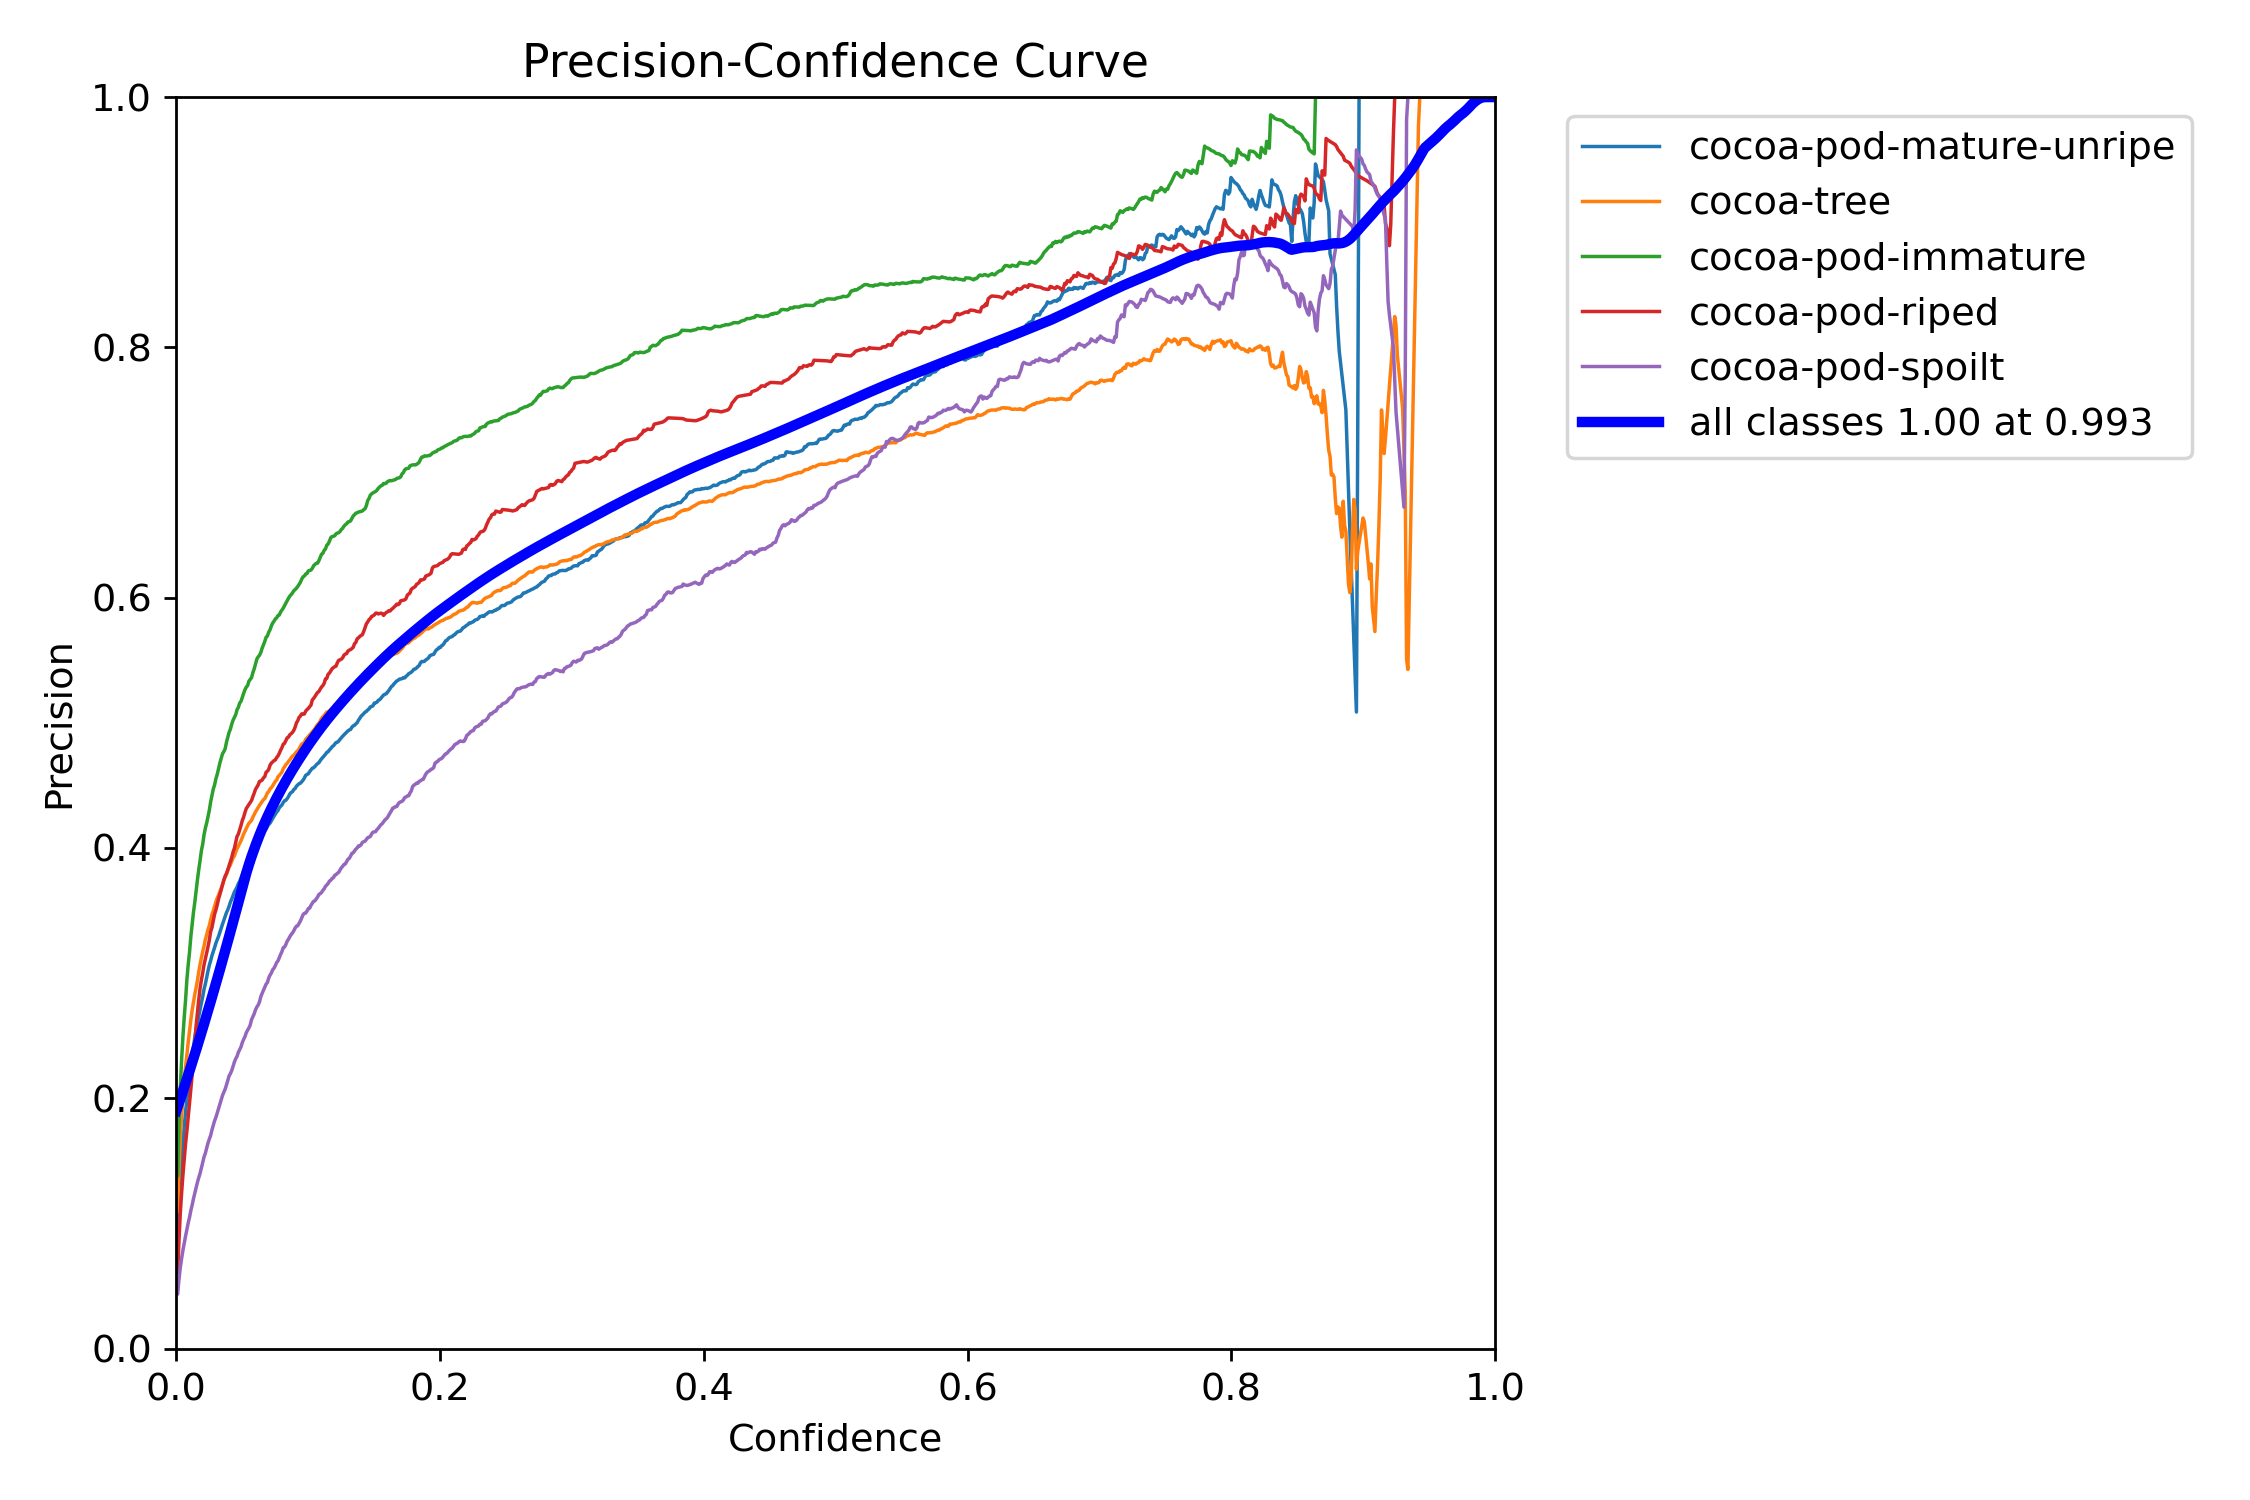 Precision-Confidence Curve
1.0
0.8
0.6
0.4
0.2
0.0
Precision
0.0 0.2 0.4 0.6 0.8 1.0
Confidence
cocoa-pod-mature-unripe
cocoa-tree
cocoa-pod-immature
cocoa-pod-riped
cocoa-pod-spoilt
all classes 1.00 at 0.993